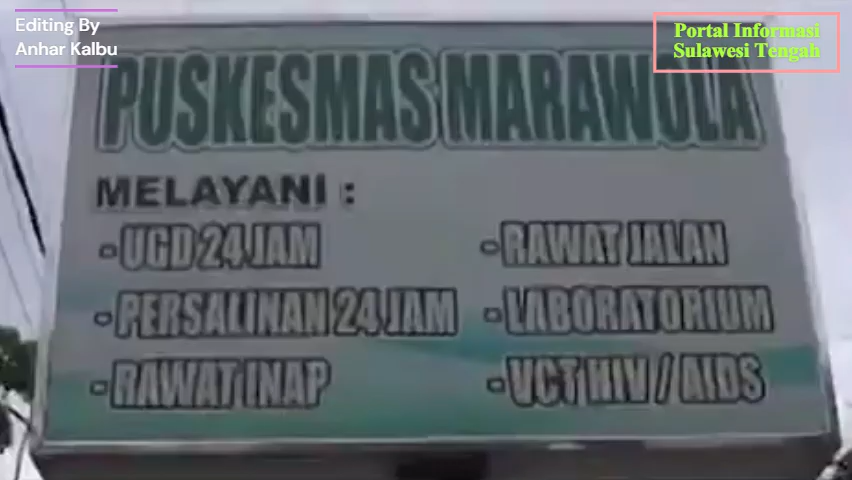 Editing By
Anhar Kalbu
Portal Informasi
Sulawesi Tengah
PUSKESMAS MARAWOLA
MELAYANI :
- UGD 24 JAM
- PERSALINAN 24 JAM
- RAWAT INAP
- RAWAT JALAN
- LABORATORIUM
- VCT HIV / AIDS